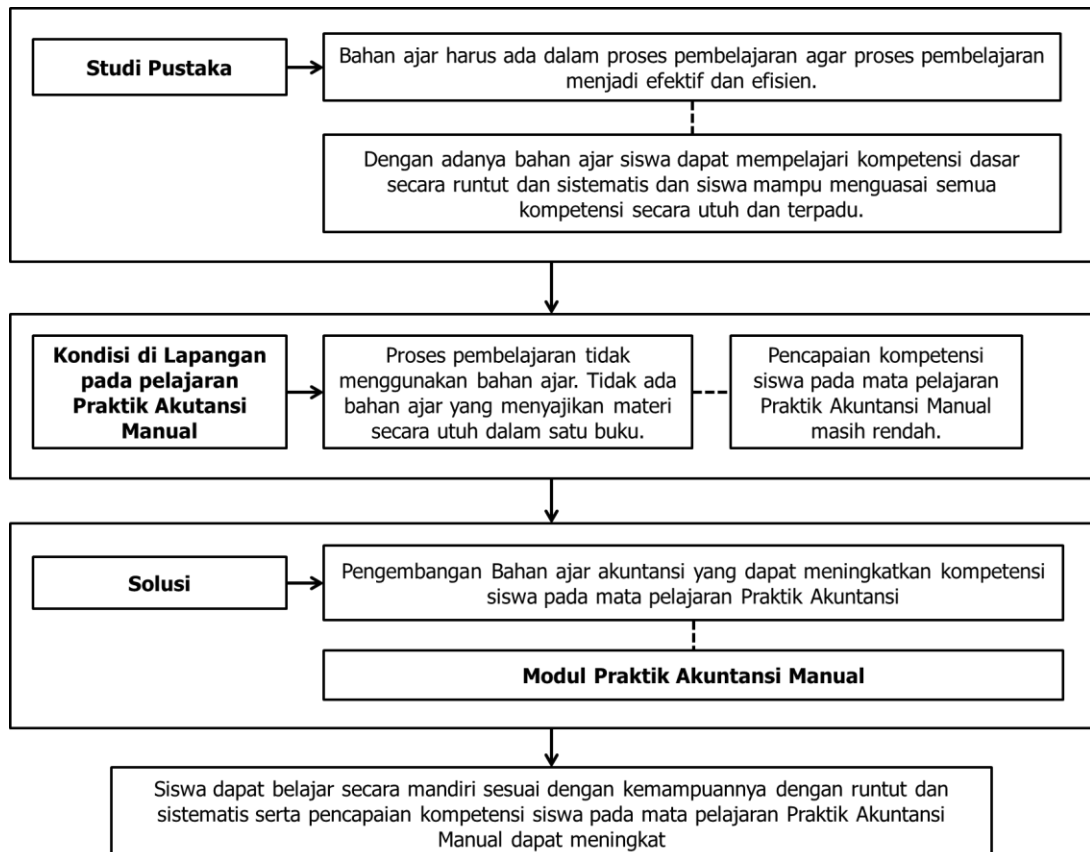 Studi Pustaka
Bahan ajar harus ada dalam proses pembelajaran agar proses pembelajaran
menjadi efektif dan efisien.
Dengan adanya bahan ajar siswa dapat mempelajari kompetensi dasar
secara runtut dan sistematis dan siswa mampu menguasai semua
kompetensi secara utuh dan terpadu.
Kondisi di Lapangan
pada pelajaran
Praktik Akutansi
Manual
Proses pembelajaran tidak
menggunakan bahan ajar. Tidak ada
bahan ajar yang menyajikan materi
secara utuh dalam satu buku.
Pencapaian kompetensi
siswa pada mata pelajaran
Praktik Akuntansi Manual
masih rendah.
Solusi
Pengembangan Bahan ajar akuntansi yang dapat meningkatkan kompetensi
siswa pada mata pelajaran Praktik Akuntansi
Modul Praktik Akuntansi Manual
Siswa dapat belajar secara mandiri sesuai dengan kemampuannya dengan runtut dan
sistematis serta pencapaian kompetensi siswa pada mata pelajaran Praktik Akuntansi
Manual dapat meningkat